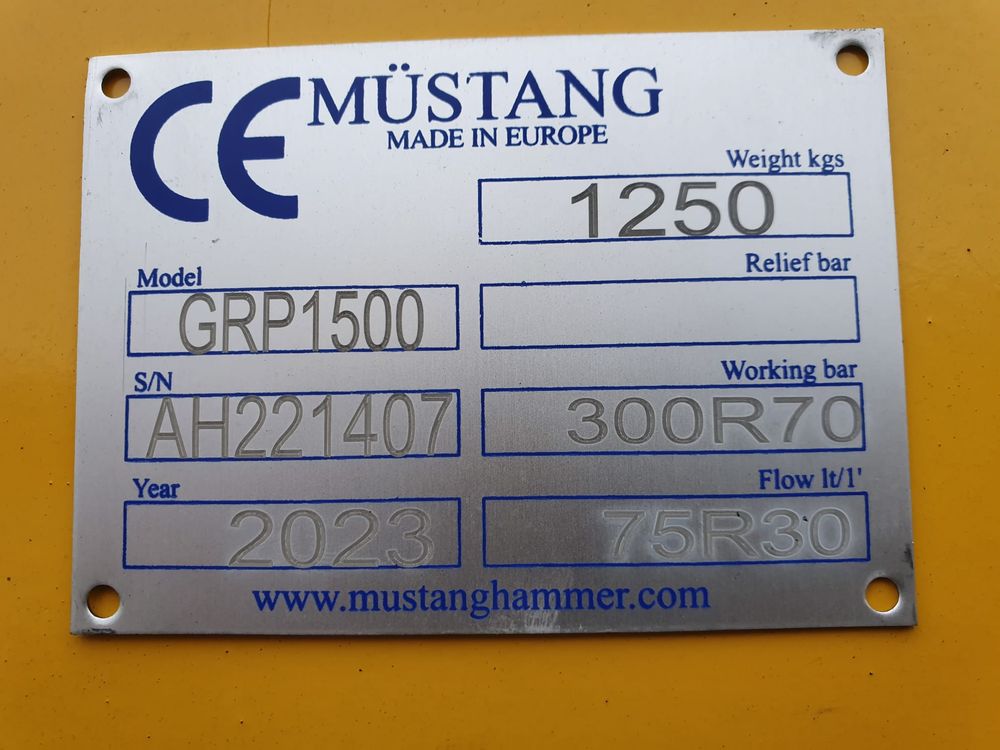 CE MÜSTANG
MADE IN EUROPE
Weight kgs
1250
Relief bar
Model
GRP1500
S/N
AH221407
Working bar
300R70
Year
2023
Flow lt/1'
75R30
www.mustanghammer.com